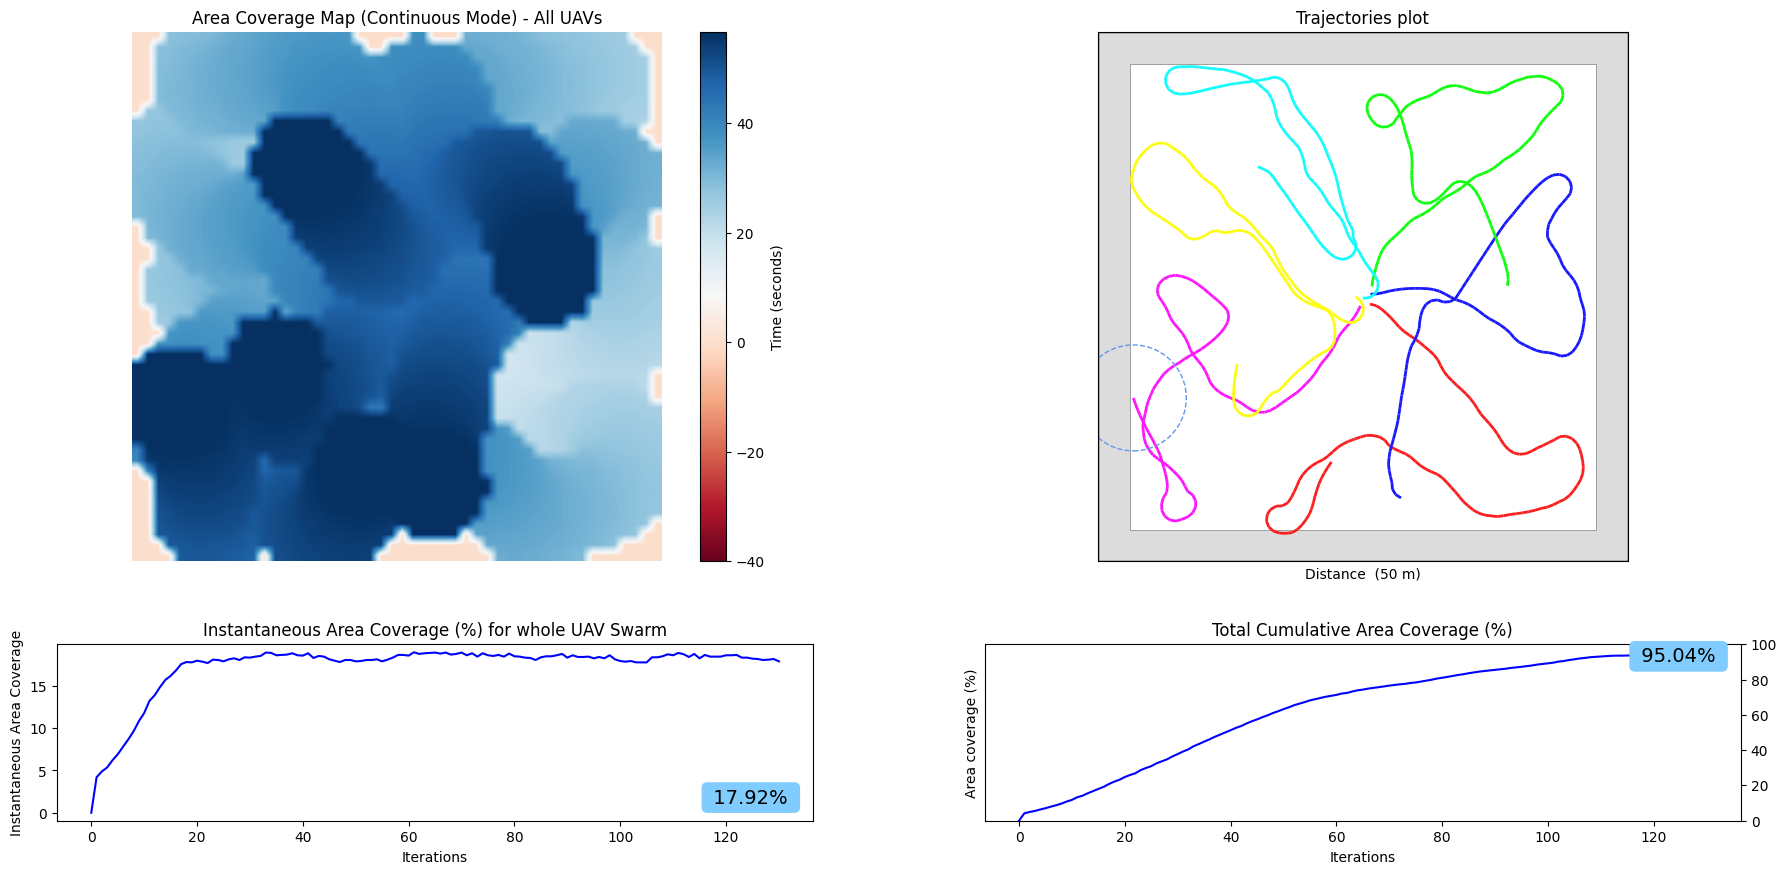 Area Coverage Map (Continuous Mode) - All UAVs
40
20
0
−20
−40
Time (seconds)
Trajectories plot
Distance  (50 m)
Instantaneous Area Coverage (%) for whole UAV Swarm
Instantaneous Area Coverage
15
10
5
0
17.92%
0 20 40 60 80 100 120
Iterations
Total Cumulative Area Coverage (%)
Area coverage (%)
95.04%
100
80
60
40
20
0
0 20 40 60 80 100 120
Iterations